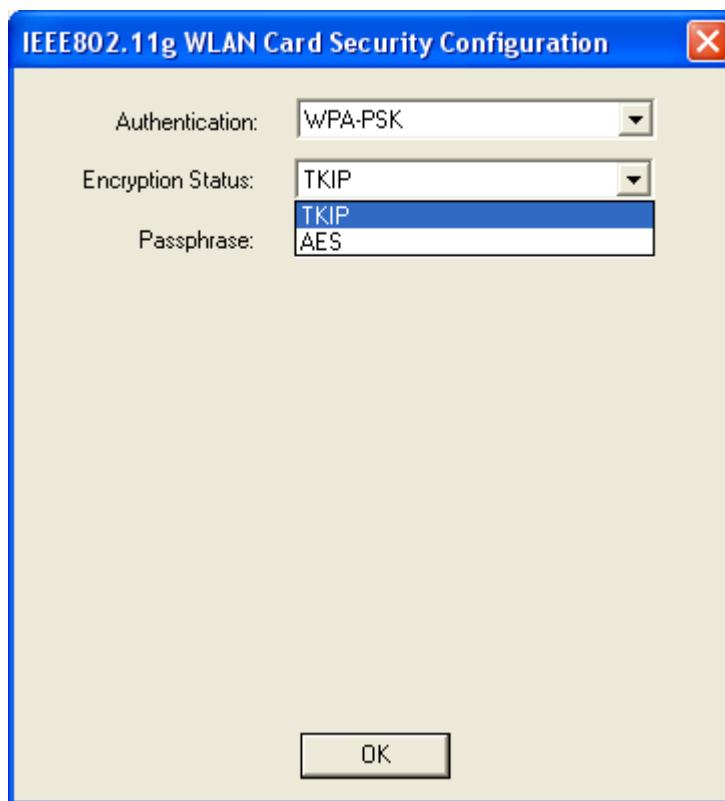 IEEE802.11g WLAN Card Security Configuration
Authentication: WPA-PSK
Encryption Status: TKIP
TKIP
AES
Passphrase:
OK